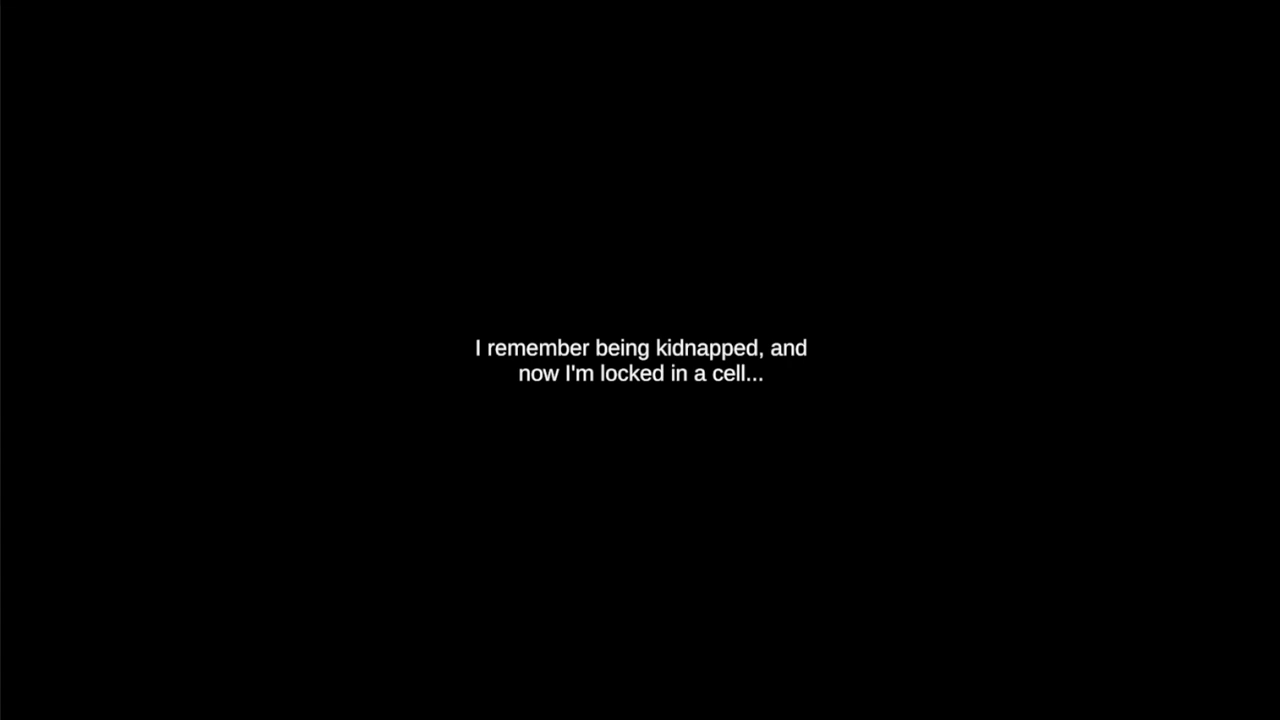 I remember being kidnapped, and
now I'm locked in a cell...